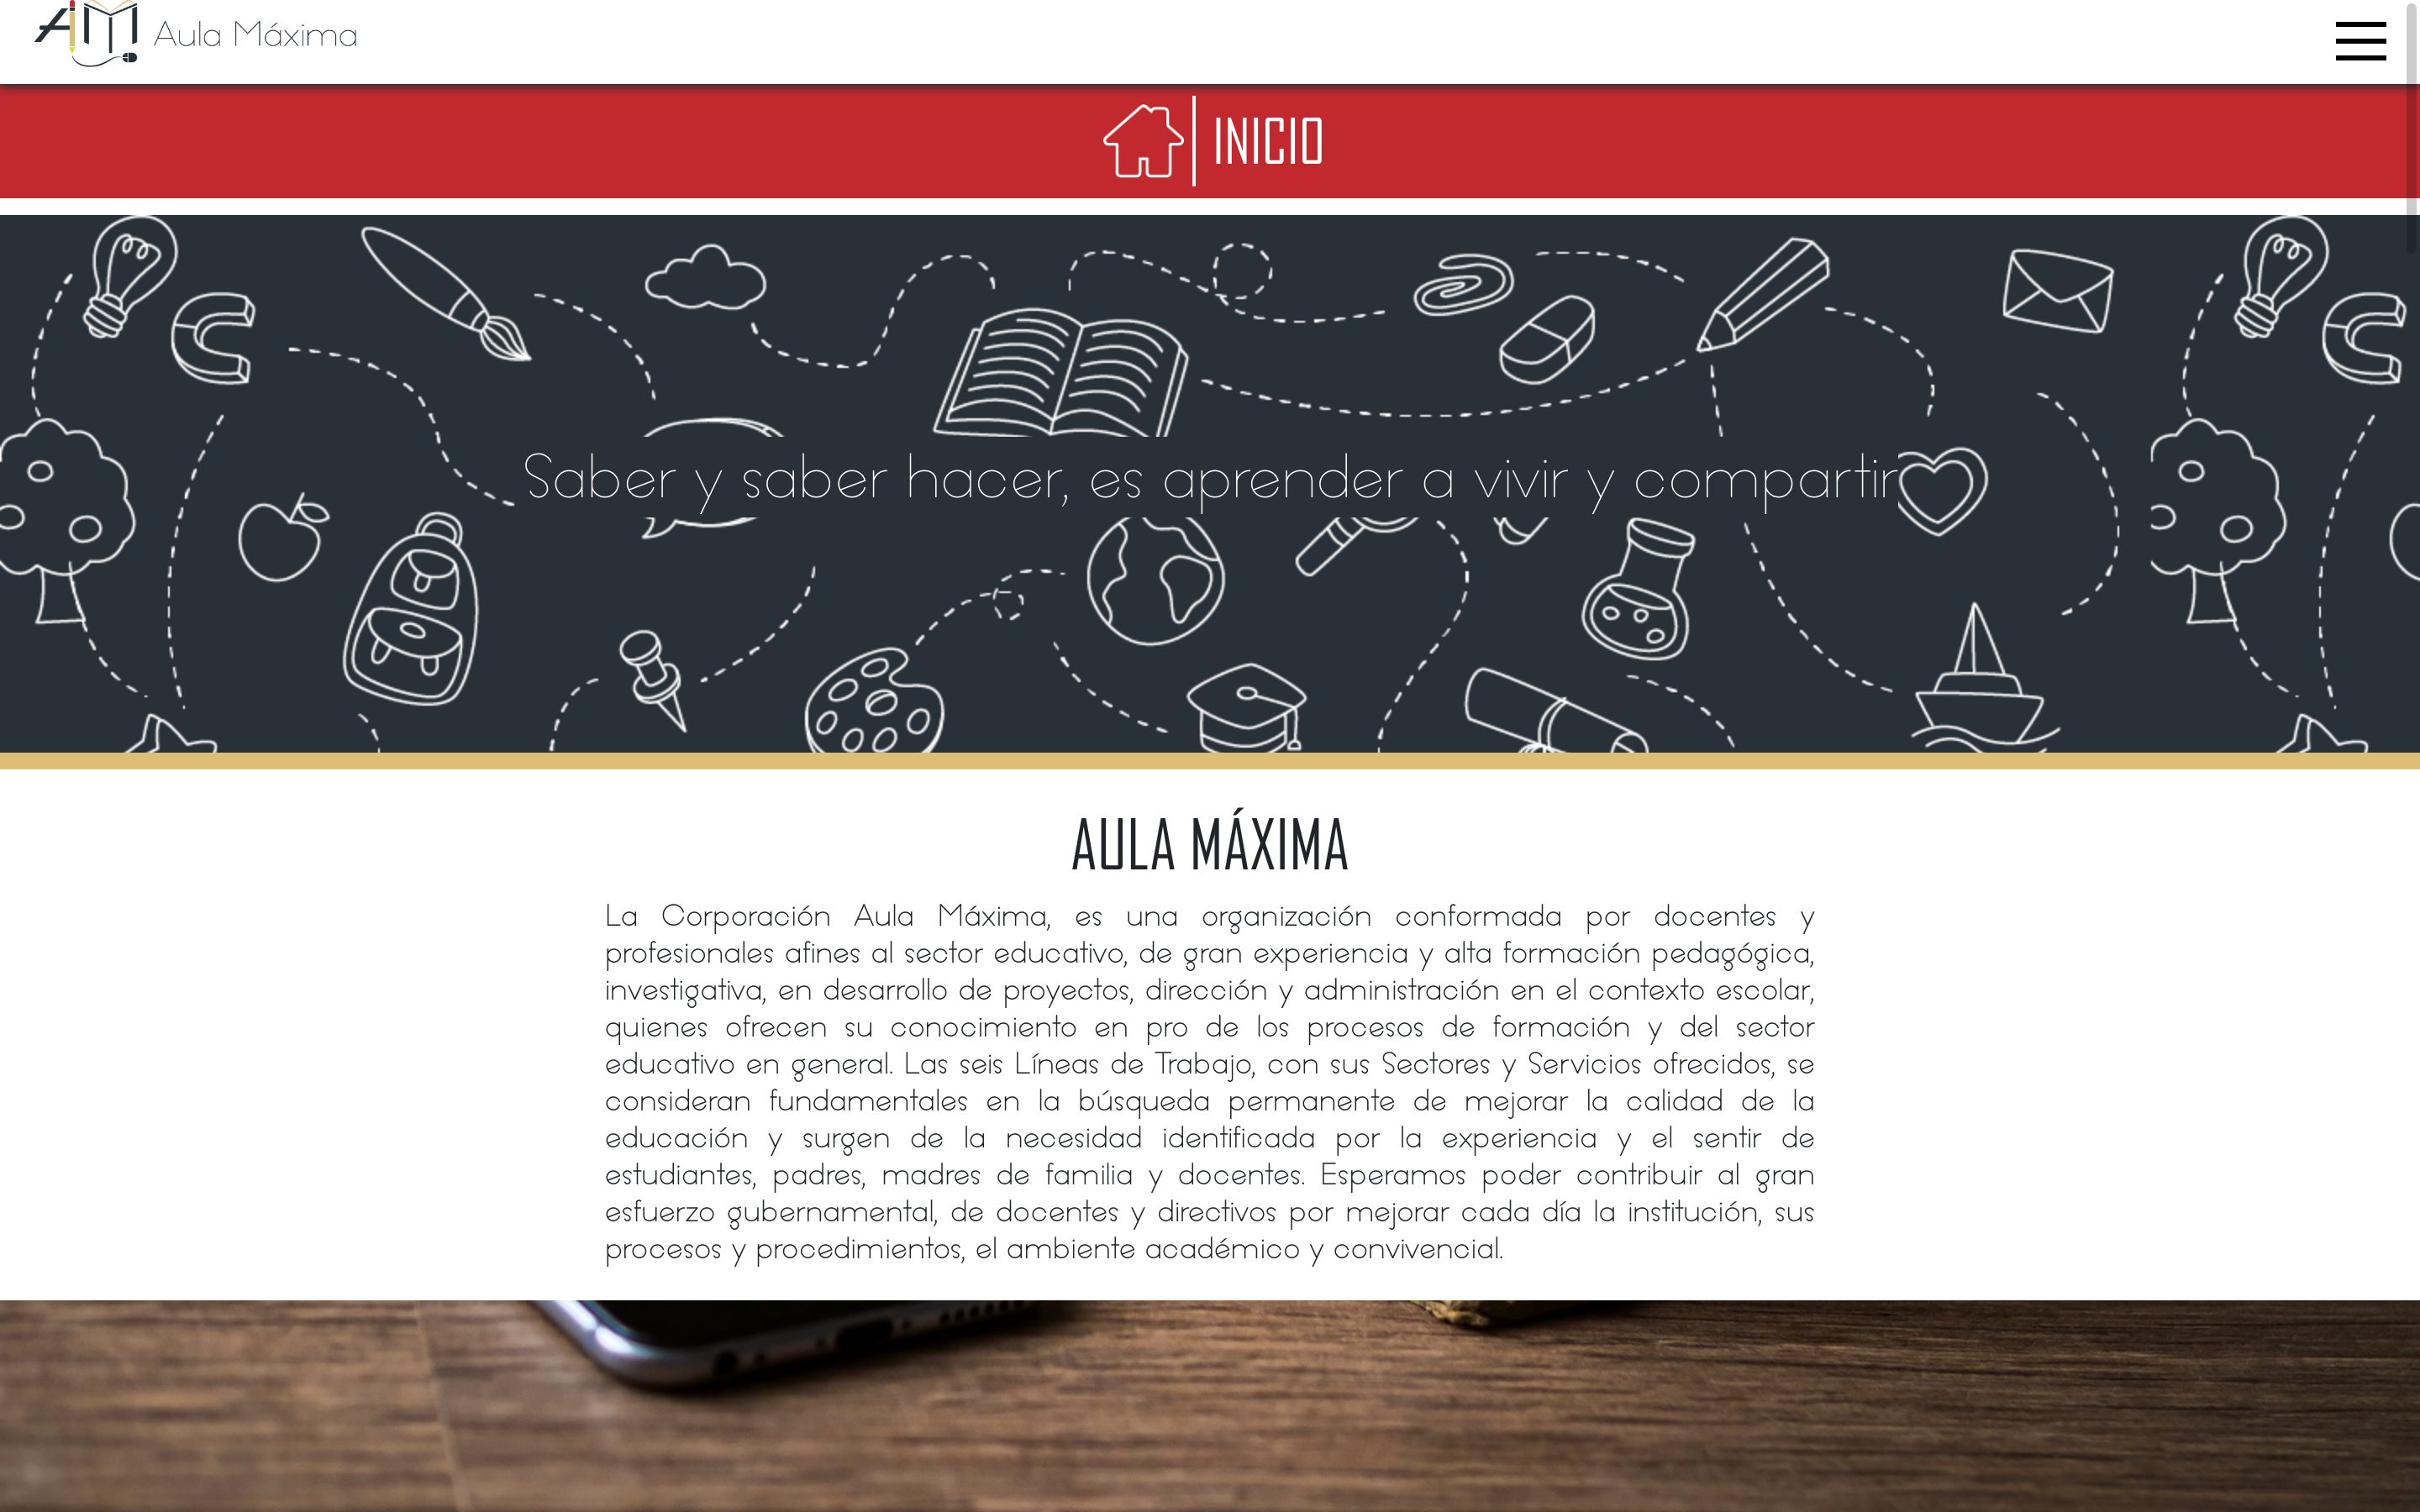 Aula Máxima
INICIO
Saber y saber hacer, es aprender a vivir y compartir
AULA MÁXIMA
La Corporación Aula Máxima, es una organización conformada por docentes y
profesionales afines al sector educativo, de gran experiencia y alta formación pedagógica,
investigativa, en desarrollo de proyectos, dirección y administración en el contexto escolar,
quienes ofrecen su conocimiento en pro de los procesos de formación y del sector
educativo en general. Las seis Líneas de Trabajo, con sus Sectores y Servicios ofrecidos, se
consideran fundamentales en la búsqueda permanente de mejorar la calidad de la
educación y surgen de la necesidad identificada por la experiencia y el sentir de
estudiantes, padres, madres de familia y docentes. Esperamos poder contribuir al gran
esfuerzo gubernamental, de docentes y directivos por mejorar cada día la institución, sus
procesos y procedimientos, el ambiente académico y convivencial.